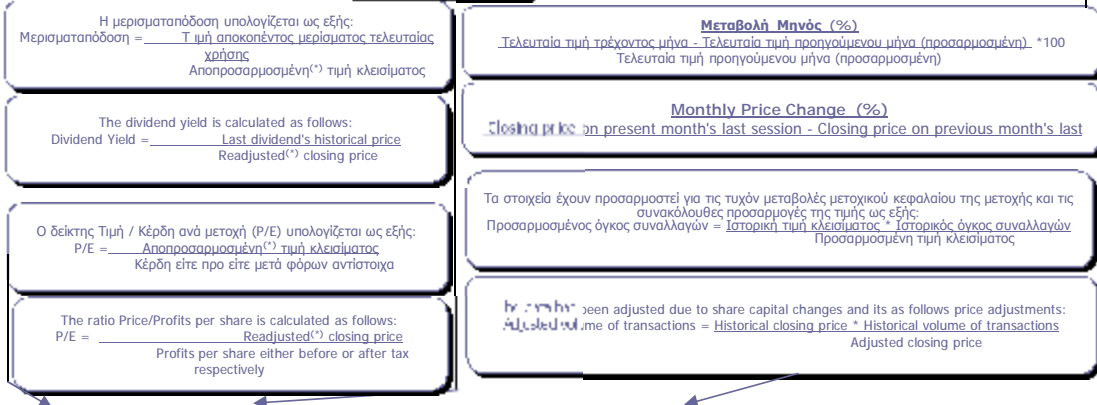 Η μερισματαπόδοση υπολογίζεται ως εξής:
Μερισματαπόδοση = Τ ιμή αποκοπέντος μερίσματος τελευταίας
χρήσης
Αποπροσαρμοσμένη(*) τιμή κλεισίματος
The dividend yield is calculated as follows:
Dividend Yield = Last dividend's historical price
Readjusted(*) closing price
Ο δείκτης Τιμή / Κέρδη ανά μετοχή (P/E) υπολογίζεται ως εξής:
P/E = Αποπροσαρμοσμένη(*) τιμή κλεισίματος
Κέρδη είτε προ είτε μετά φόρων αντίστοιχα
The ratio Price/Profits per share is calculated as follows:
P/E = Readjusted(*) closing price
Profits per share either before or after tax
respectively
Μεταβολή Μηνός (%)
Τελευταία τιμή τρέχοντος μήνα - Τελευταία τιμή προηγούμενου μήνα (προσαρμοσμένη) *100
Τελευταία τιμή προηγούμενου μήνα (προσαρμοσμένη)
Monthly Price Change (%)
Closing price on present month's last session - Closing price on previous month's last
Τα στοιχεία έχουν προσαρμοστεί για τις τυχόν μεταβολές μετοχικού κεφαλαίου της μετοχής και τις
συνακόλουθες προσαρμογές της τιμής ως εξής:
Προσαρμοσμένος όγκος συναλλαγών = Ιστορική τιμή κλεισίματος * Ιστορικός όγκος συναλλαγών
Προσαρμοσμένη τιμή κλεισίματος
been adjusted due to share capital changes and its as follows price adjustments:
Adjusted volume of transactions = Historical closing price * Historical volume of transactions
Adjusted closing price